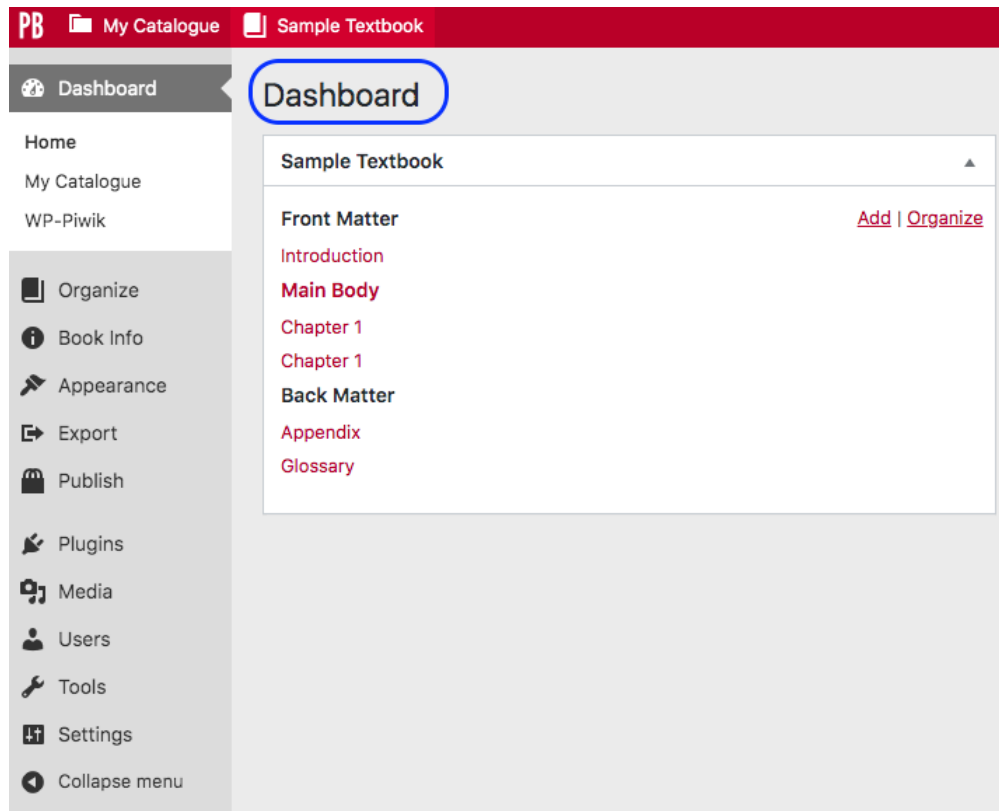 PB My Catalogue Sample Textbook
Dashboard
Home
My Catalogue
WP-Piwik
Organize
Book Info
Appearance
Export
Publish
Plugins
Media
Users
Tools
Settings
Collapse menu
Dashboard
Sample Textbook
Front Matter Add | Organize
Introduction
Main Body
Chapter 1
Chapter 1
Back Matter
Appendix
Glossary